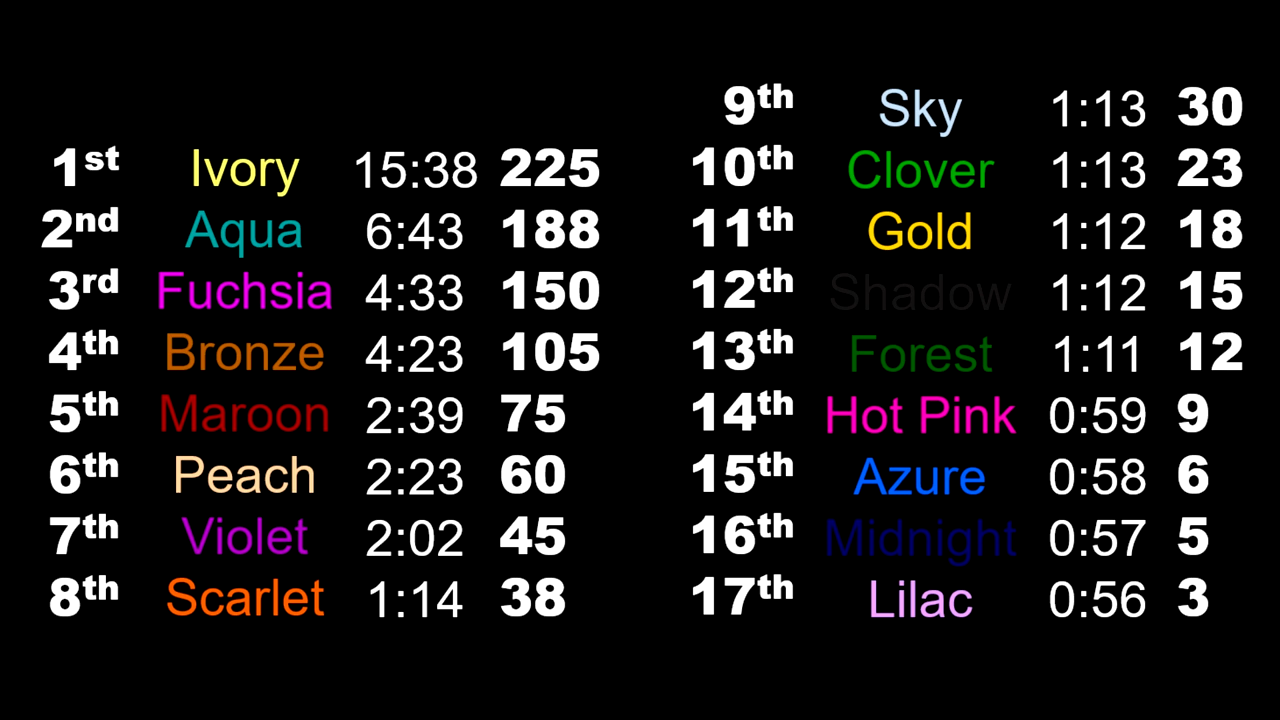 1st Ivory 15:38 225
2nd Aqua 6:43 188
3rd Fuchsia 4:33 150
4th Bronze 4:23 105
5th Maroon 2:39 75
6th Peach 2:23 60
7th Violet 2:02 45
8th Scarlet 1:14 38
9th Sky 1:13 30
10th Clover 1:13 23
11th Gold 1:12 18
12th Shadow 1:12 15
13th Forest 1:11 12
14th Hot Pink 0:59 9
15th Azure 0:58 6
16th Midnight 0:57 5
17th Lilac 0:56 3